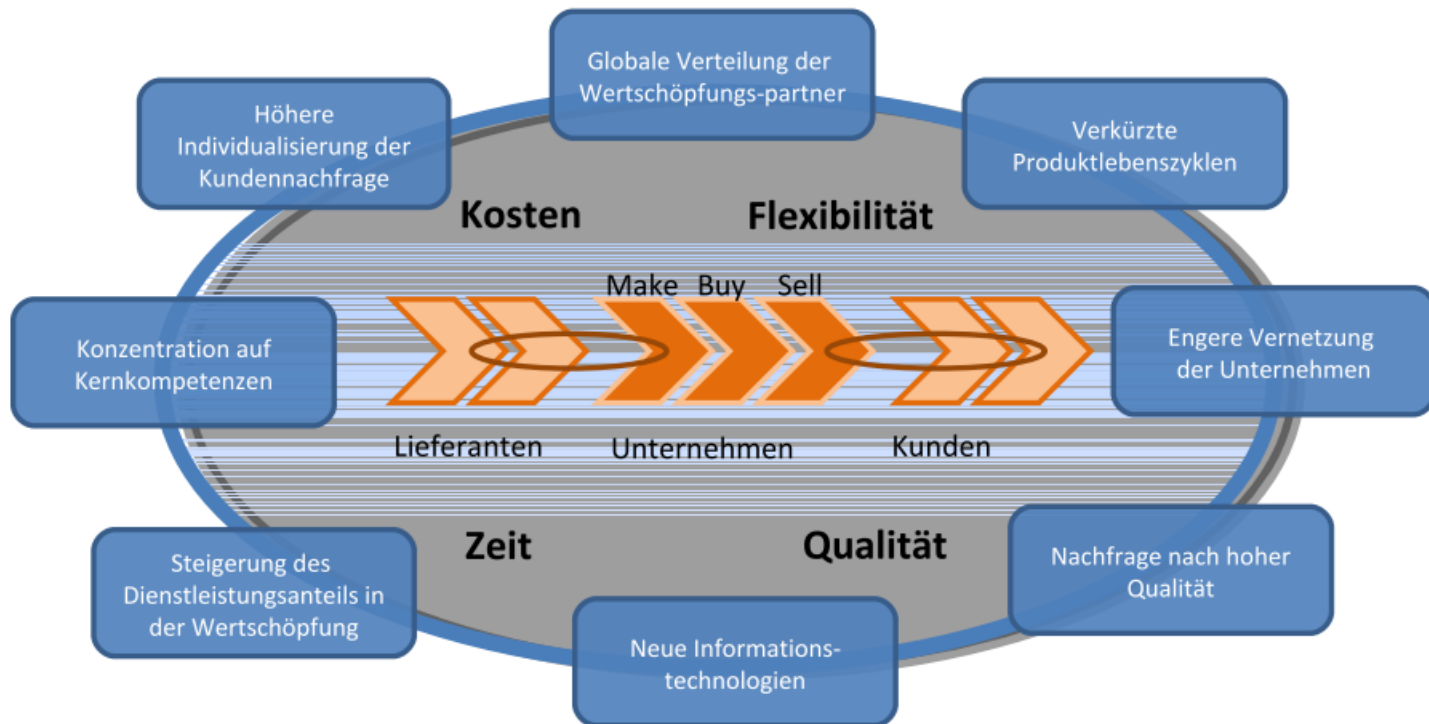 Globale Verteilung der
Wertschöpfungs-partner
Höhere
Individualisierung der
Kundennachfrage
Verkürzte
Produktlebenszyklen
Kosten
Flexibilität
Make
Buy
Sell
Konzentration auf
Kernkompetenzen
Engere Vernetzung
der Unternehmen
Lieferanten
Unternehmen
Kunden
Zeit
Qualität
Steigerung des
Dienstleistungsanteils in
der Wertschöpfung
Nachfrage nach hoher
Qualität
Neue Informations-
technologien